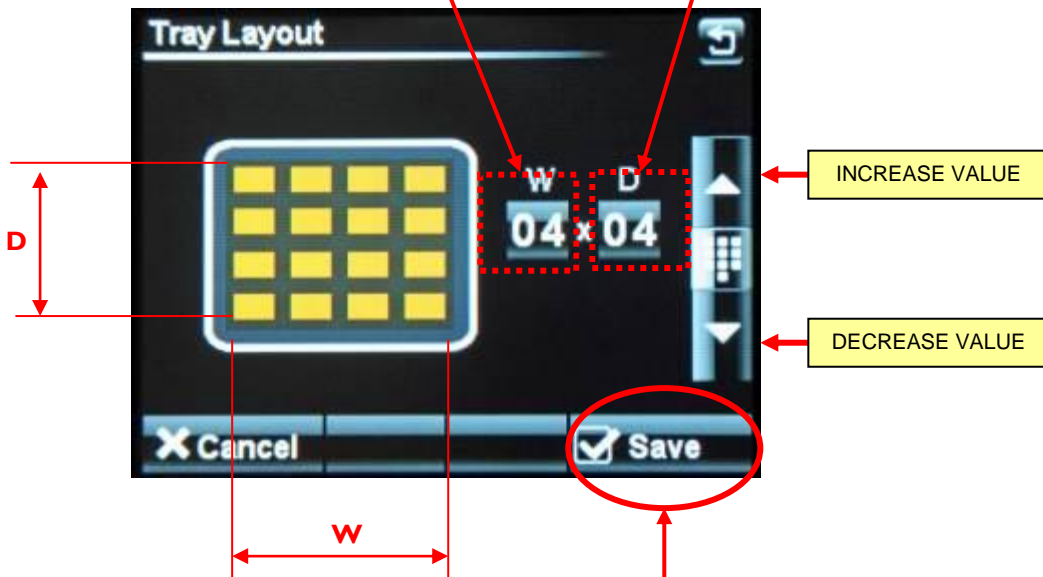 Tray Layout
W D
04 x 04
INCREASE VALUE
D
DECREASE VALUE
Cancel
Save
W